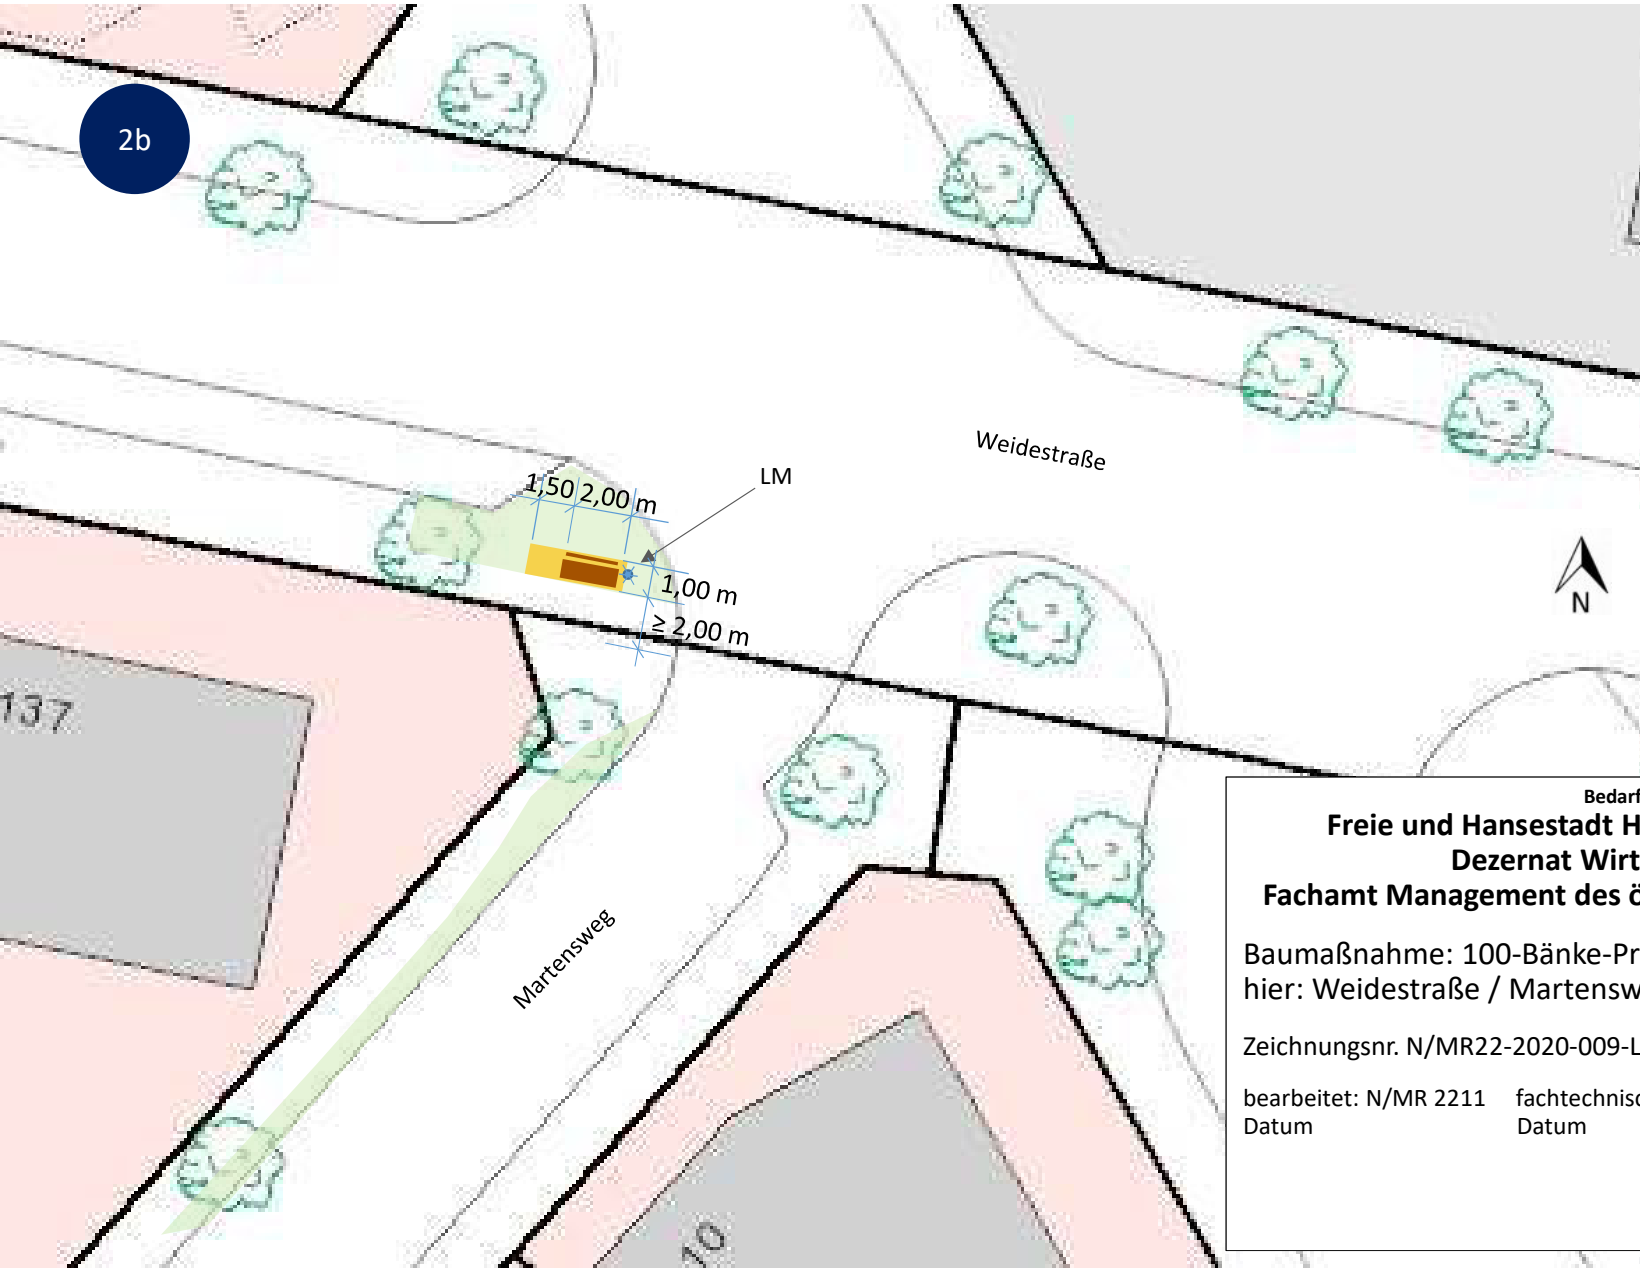 2b
Weidestraße
LM
1,50 2,00 m
1,00 m
≥ 2,00 m
N
137
Martensweg
10
Bedarf
Freie und Hansestadt H
Dezernat Wirt
Fachamt Management des ö
Baumaßnahme: 100-Bänke-Pr
hier: Weidestraße / Martensw
Zeichnungsnr. N/MR22-2020-009-L
bearbeitet: N/MR 2211 fachtechnisc
Datum Datum